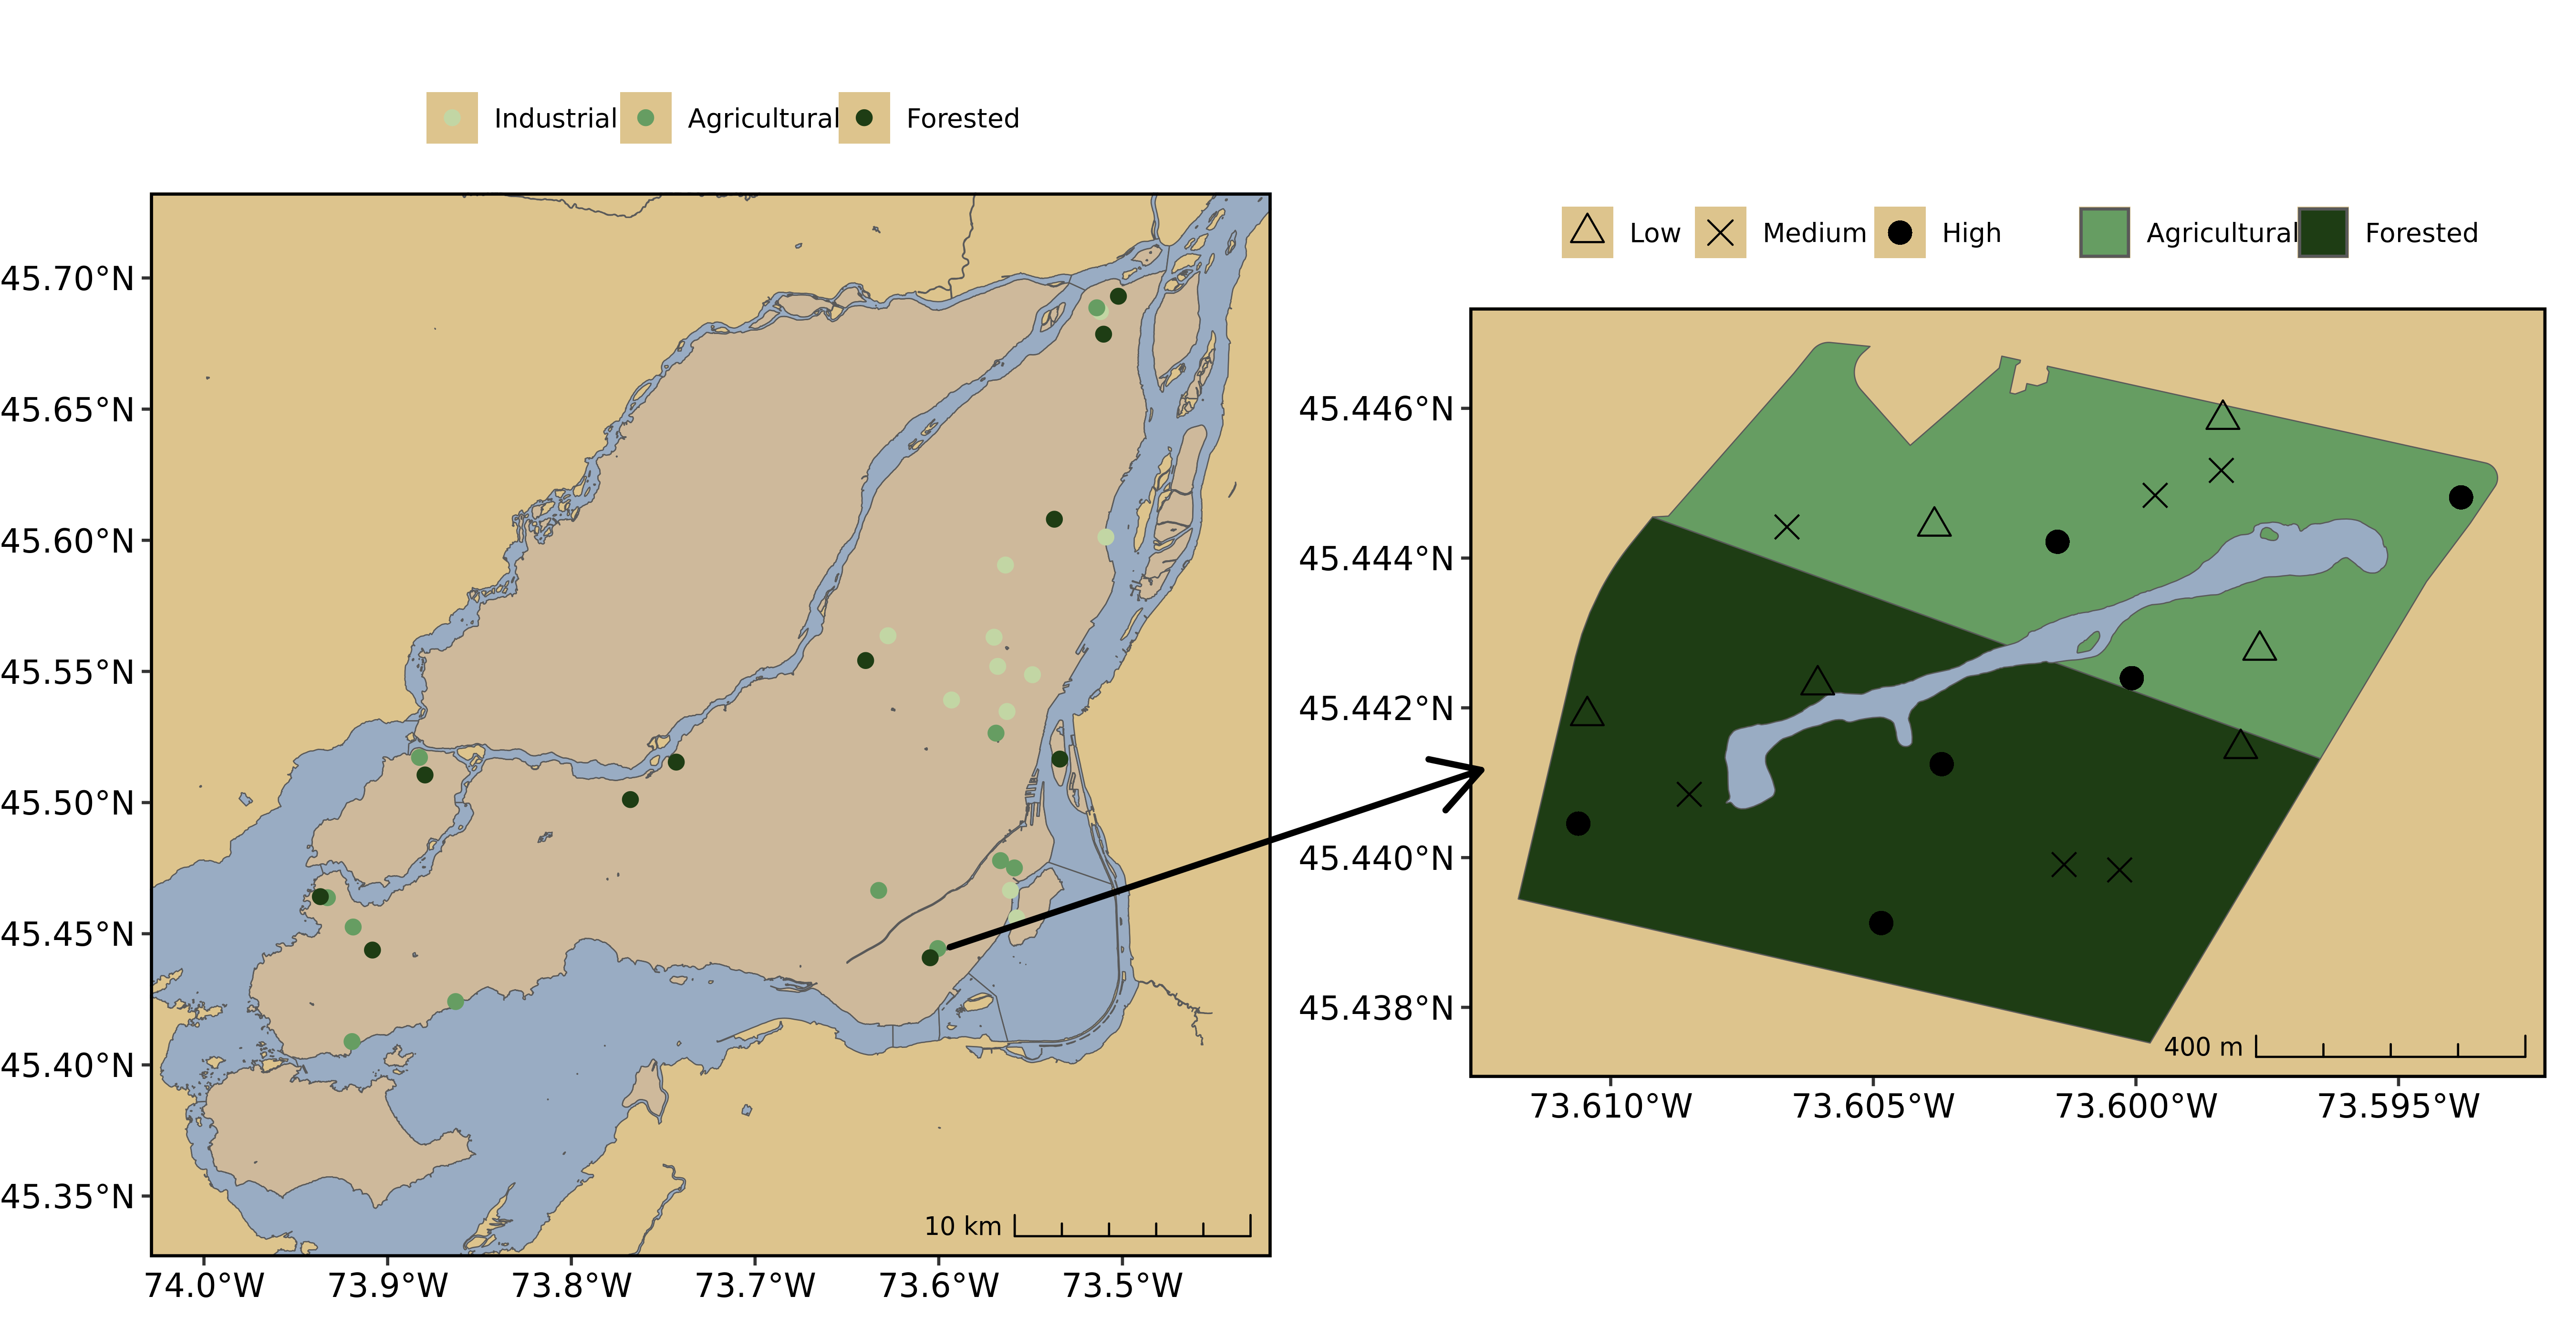 Industrial Agricultural Forested
Low Medium High Agricultural Forested
45.70°N
45.65°N
45.60°N
45.55°N
45.50°N
45.45°N
45.40°N
45.35°N
10 km
74.0°W 73.9°W 73.8°W 73.7°W 73.6°W 73.5°W
45.446°N
45.444°N
45.442°N
45.440°N
45.438°N
400 m
73.610°W 73.605°W 73.600°W 73.595°W